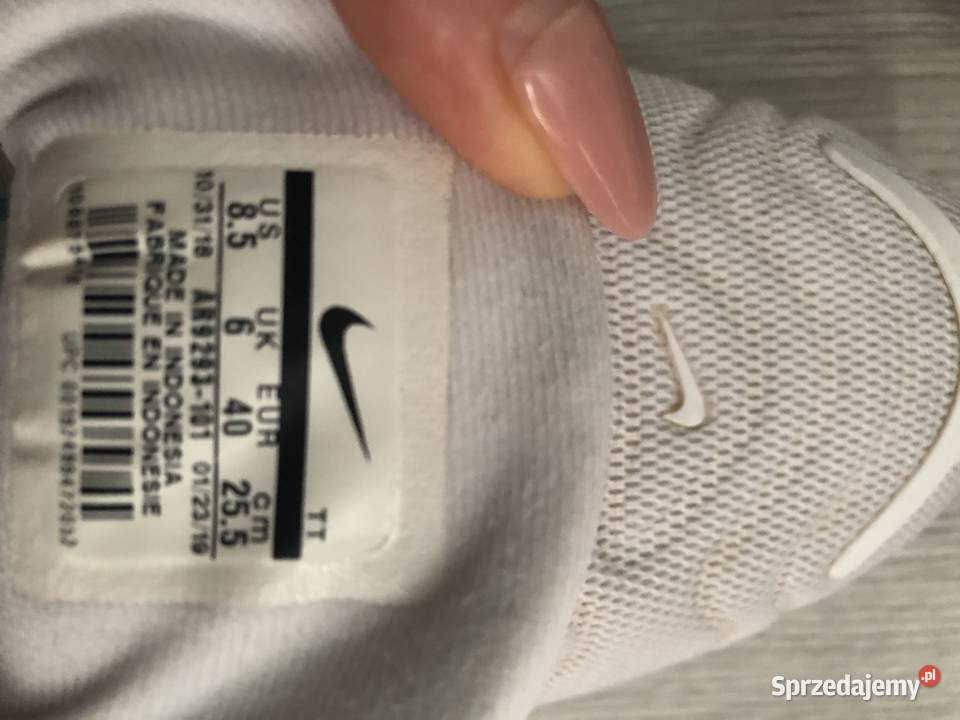 TT
US UK EUR cm
8.5 6 40 25.5
10/31/18 AR9293-101 01/23/19
MADE IN INDONESIA
FABRIQUE EN INDONESIE
UPC
Sprzedajemy.pl